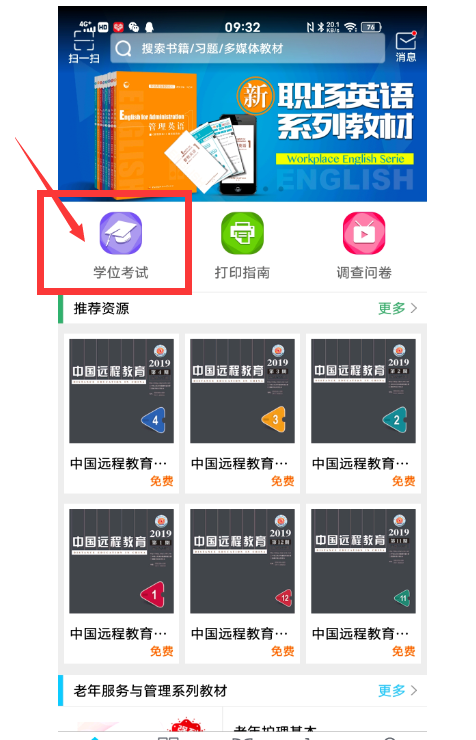 4G+ HD 09:32 20.1 KB/s 76
扫一扫
搜索书籍/习题/多媒体教材
消息
English for Administration
管理英语
新 职场英语
系列教材
Workplace English Serie
ENGLISH
学位考试 打印指南 调查问卷
推荐资源 更多 >
中国远程教育 2019 第4期 4
中国远程教育 2019 第3期 3
中国远程教育 2019 第2期 2
中国远程教育… 中国远程教育… 中国远程教育…
免费 免费 免费
中国远程教育 2019 第1期 1
中国远程教育 2019 第12期 12
中国远程教育 2019 第11期 11
中国远程教育… 中国远程教育… 中国远程教育…
免费 免费 免费
老年服务与管理系列教材 更多 >
老年护理基本